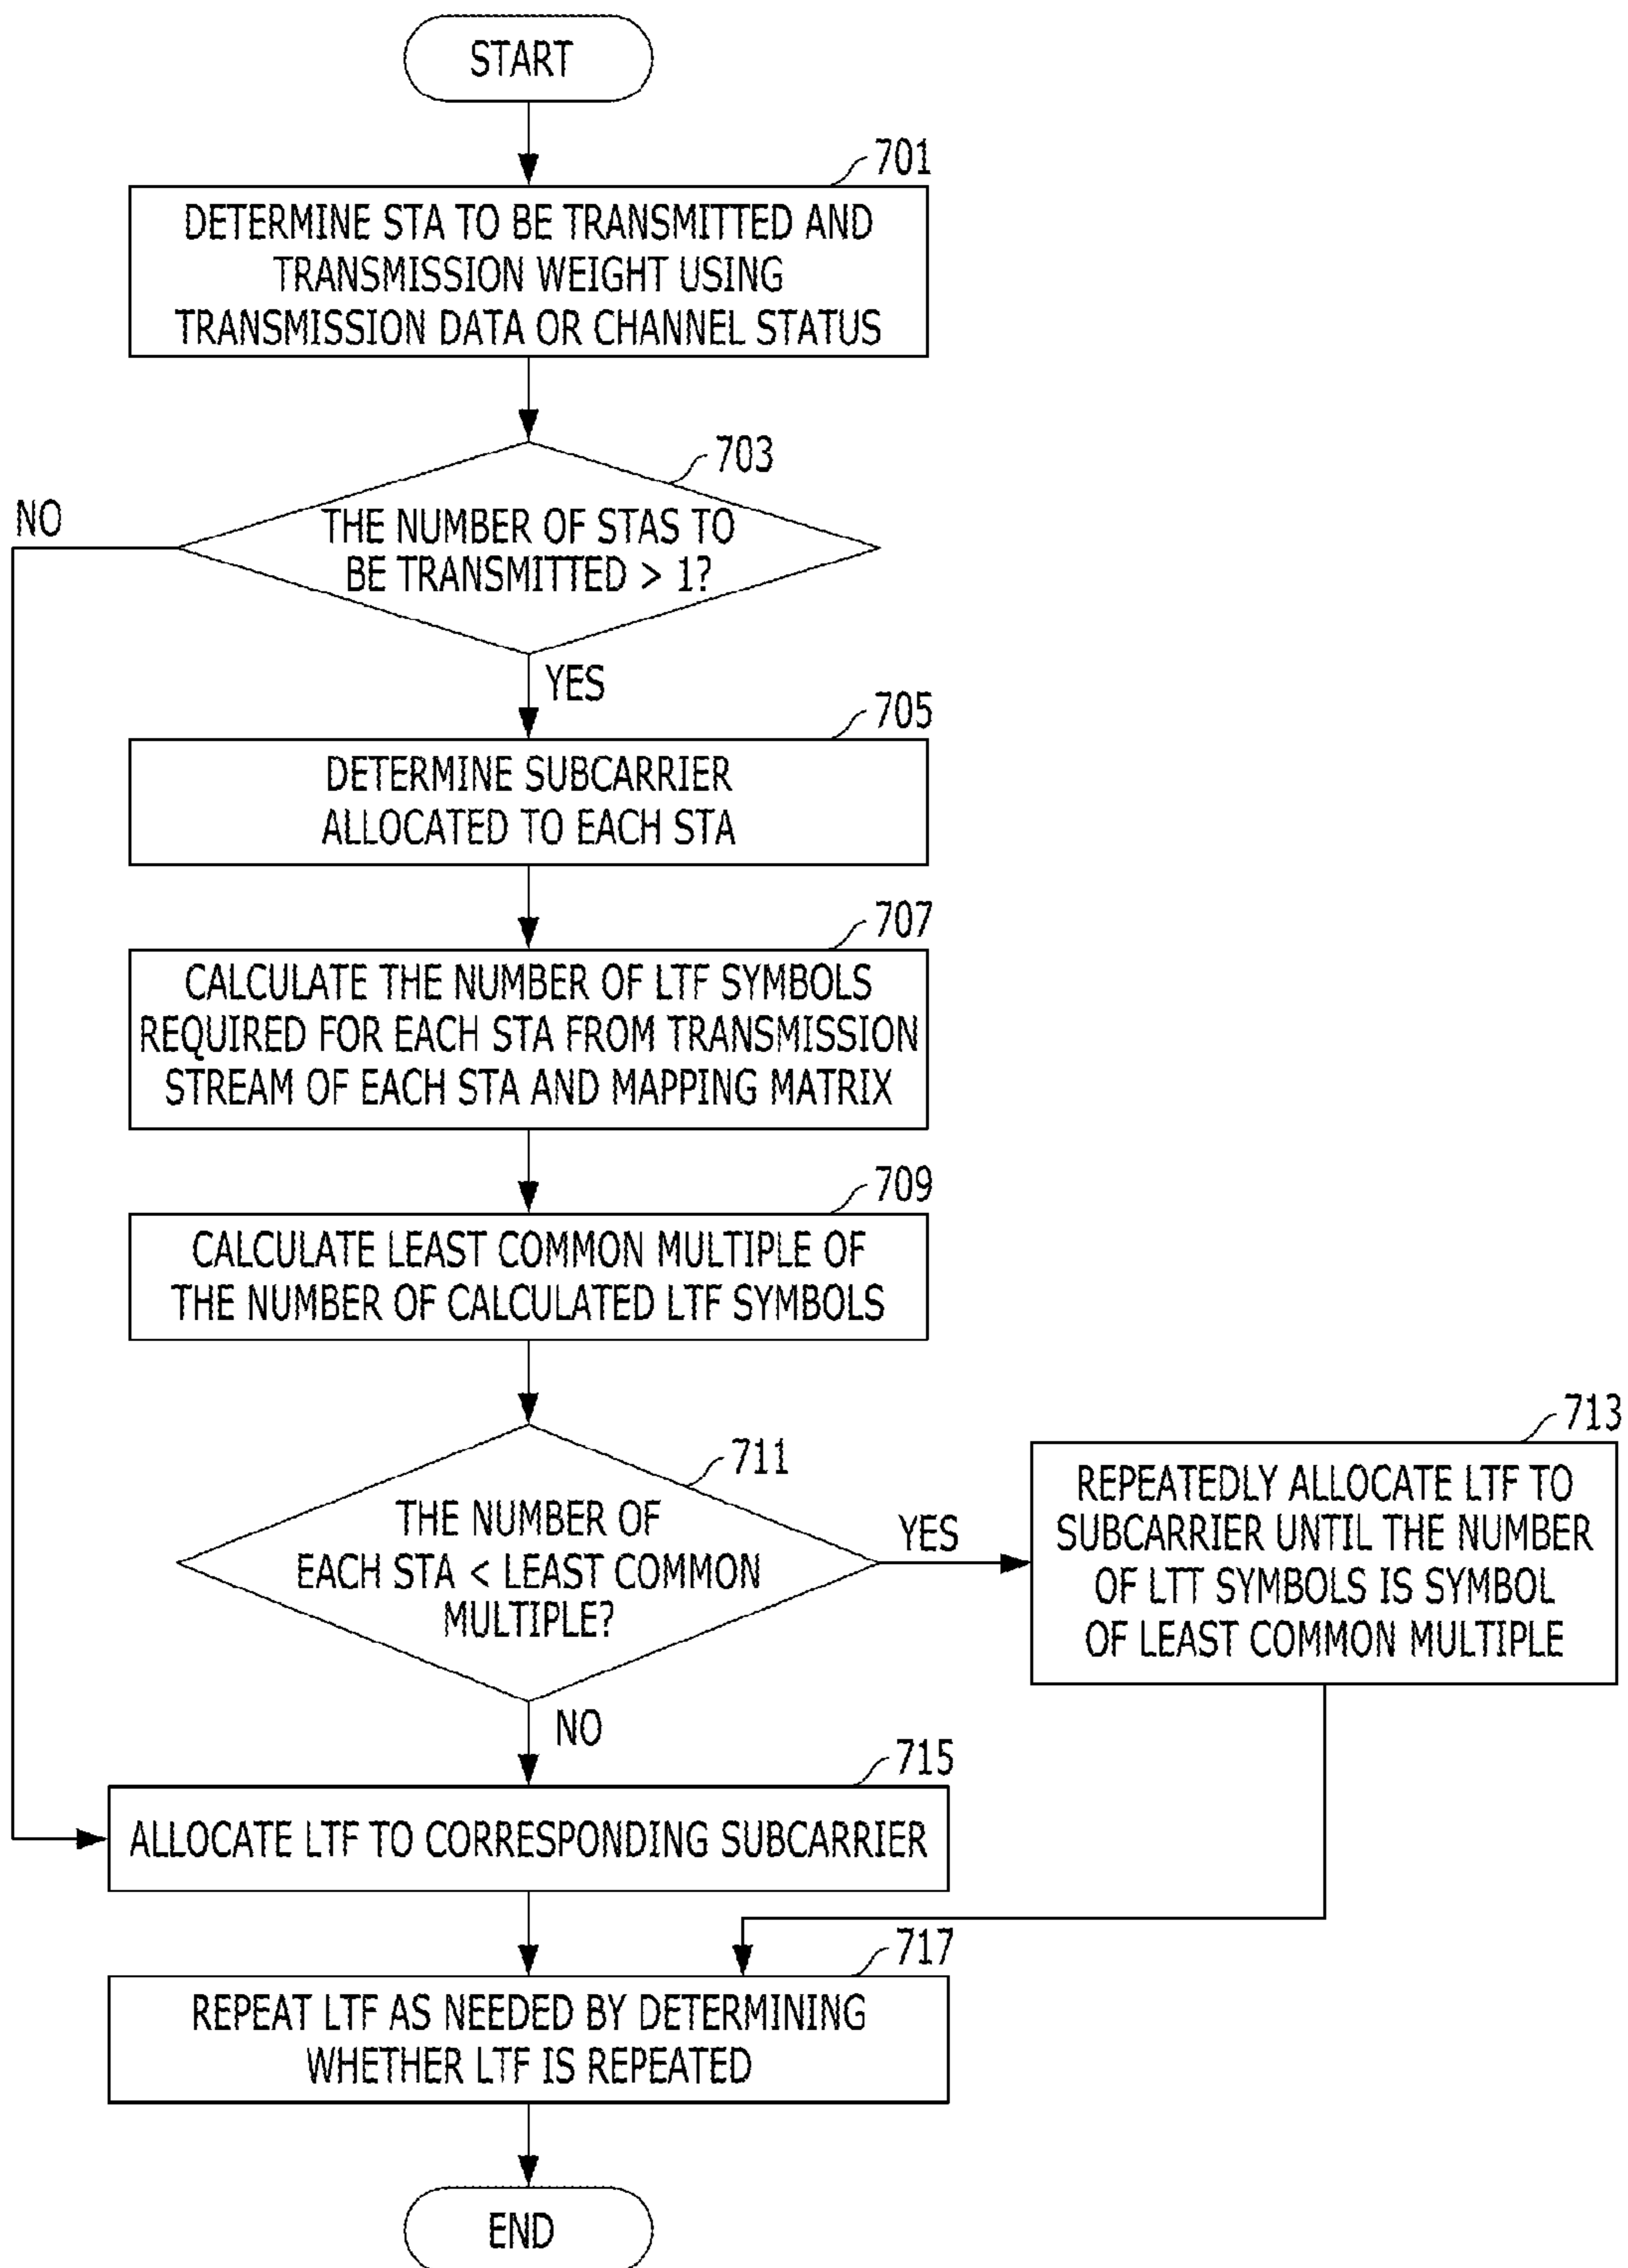 START
701
DETERMINE STA TO BE TRANSMITTED AND
TRANSMISSION WEIGHT USING
TRANSMISSION DATA OR CHANNEL STATUS
703
NO
THE NUMBER OF STAS TO
BE TRANSMITTED > 1?
YES
705
DETERMINE SUBCARRIER
ALLOCATED TO EACH STA
707
CALCULATE THE NUMBER OF LTF SYMBOLS
REQUIRED FOR EACH STA FROM TRANSMISSION
STREAM OF EACH STA AND MAPPING MATRIX
709
CALCULATE LEAST COMMON MULTIPLE OF
THE NUMBER OF CALCULATED LTF SYMBOLS
711
THE NUMBER OF
EACH STA < LEAST COMMON
MULTIPLE?
YES
713
REPEATEDLY ALLOCATE LTF TO
SUBCARRIER UNTIL THE NUMBER
OF LTT SYMBOLS IS SYMBOL
OF LEAST COMMON MULTIPLE
NO
715
ALLOCATE LTF TO CORRESPONDING SUBCARRIER
717
REPEAT LTF AS NEEDED BY DETERMINING
WHETHER LTF IS REPEATED
END